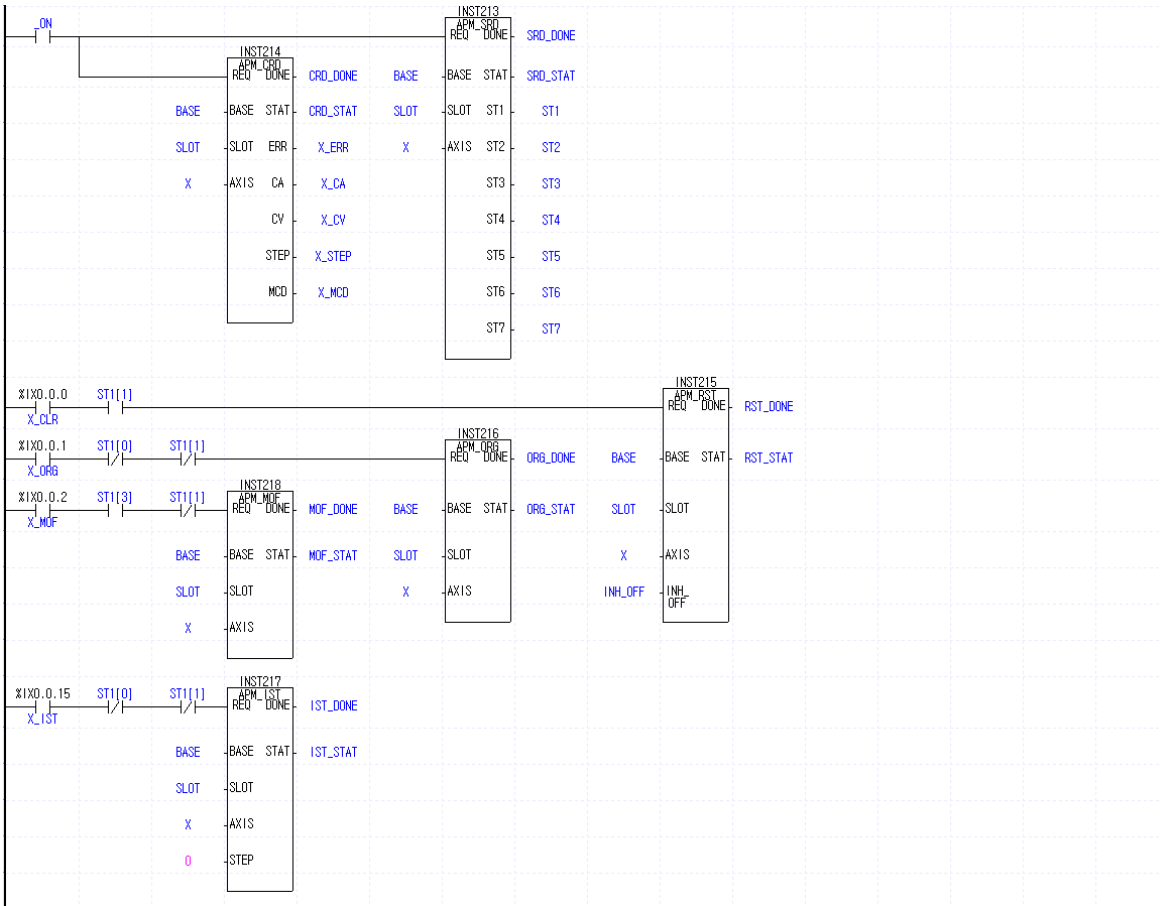 INST213
_ON APM_SRD
REQ DONE SRD_DONE
INST214
APM_CRD
REQ DONE CRD_DONE BASE BASE STAT SRD_STAT
BASE BASE STAT CRD_STAT SLOT SLOT ST1 ST1
SLOT SLOT ERR X_ERR X AXIS ST2 ST2
X AXIS CA X_CA ST3 ST3
CV X_CV ST4 ST4
STEP X_STEP ST5 ST5
MCD X_MCD ST6 ST6
ST7 ST7
INST215
%IX0.0.0 ST1[1] APM_RST
REQ DONE RST_DONE
X_CLR
INST216
%IX0.0.1 ST1[0] ST1[1] APM_ORG
REQ DONE ORG_DONE BASE BASE STAT RST_STAT
X_ORG
INST218
%IX0.0.2 ST1[3] ST1[1] APM_MOF
REQ DONE MOF_DONE BASE BASE STAT ORG_STAT SLOT SLOT
X_MOF
BASE BASE STAT MOF_STAT SLOT SLOT X AXIS
SLOT SLOT X AXIS INH_OFF INH_
OFF
X AXIS
INST217
%IX0.0.15 ST1[0] ST1[1] APM_IST
REQ DONE IST_DONE
X_IST
BASE BASE STAT IST_STAT
SLOT SLOT
X AXIS
0 STEP